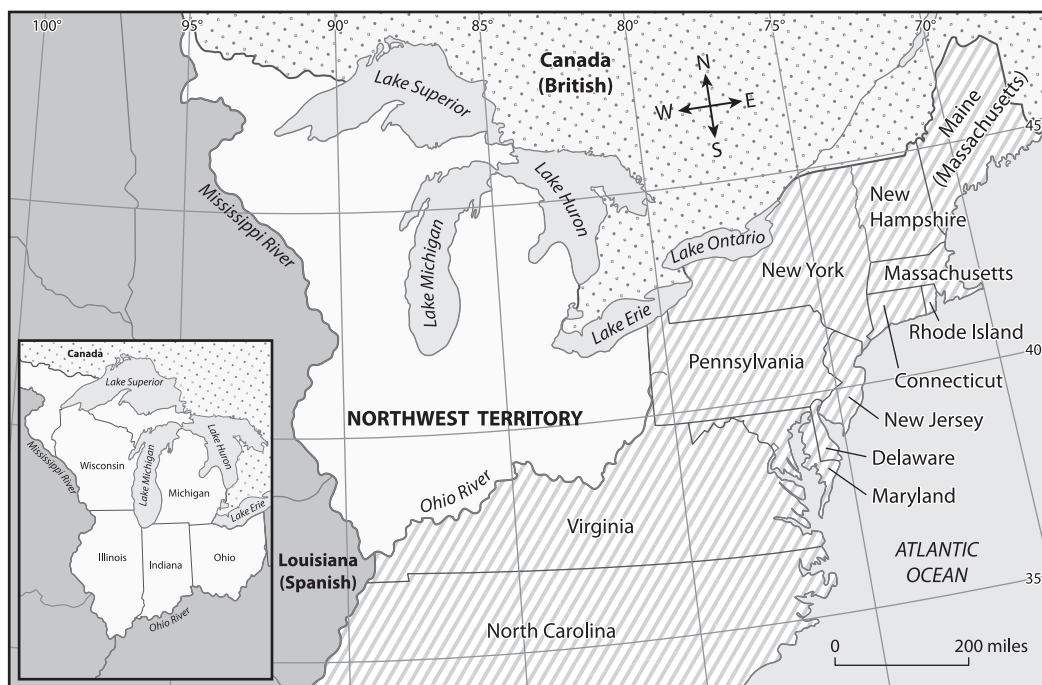 100°
95°
90°
85°
80°
75°
70°
Canada
(British)
N
W
E
S
Lake Superior
Maine
(Massachusetts)
45
Mississippi River
Lake Michigan
Lake Huron
New
Hampshire
Lake Ontario
New York
Massachusetts
Lake Erie
Rhode Island
40
Pennsylvania
Connecticut
NORTHWEST TERRITORY
New Jersey
Delaware
Maryland
Ohio River
Virginia
ATLANTIC
OCEAN
Louisiana
(Spanish)
35
North Carolina
0
200 miles
Canada
Lake Superior
Mississippi River
Wisconsin
Lake Michigan
Lake Huron
Michigan
Lake Erie
Illinois
Indiana
Ohio
Ohio River